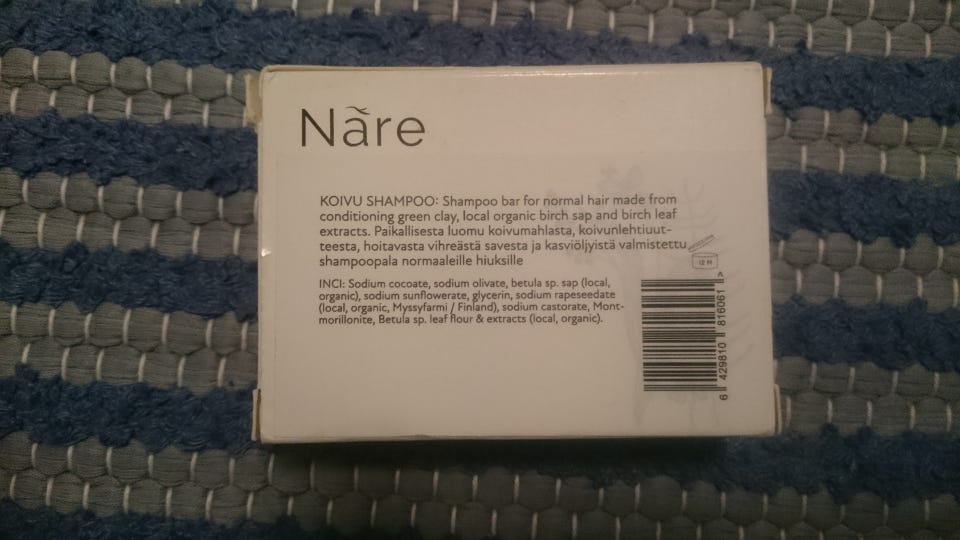 Nãre
KOIVU SHAMPOO: Shampoo bar for normal hair made from
conditioning green clay, local organic birch sap and birch leaf
extracts. Paikallisesta luomu koivumahlasta, koivunlehtiuut-
teesta, hoitavasta vihreästä savesta ja kasviöljyistä valmistettu
shampoopala normaaleille hiuksille
12 M
INCI: Sodium cocoate, sodium olivate, betula sp. sap (local,
organic), sodium sunflowerate, glycerin, sodium rapeseedate
(local, organic, Myssyfarmi / Finland), sodium castorate, Mont-
morillonite, Betula sp. leaf flour & extracts (local, organic).
6 429810 816061 >